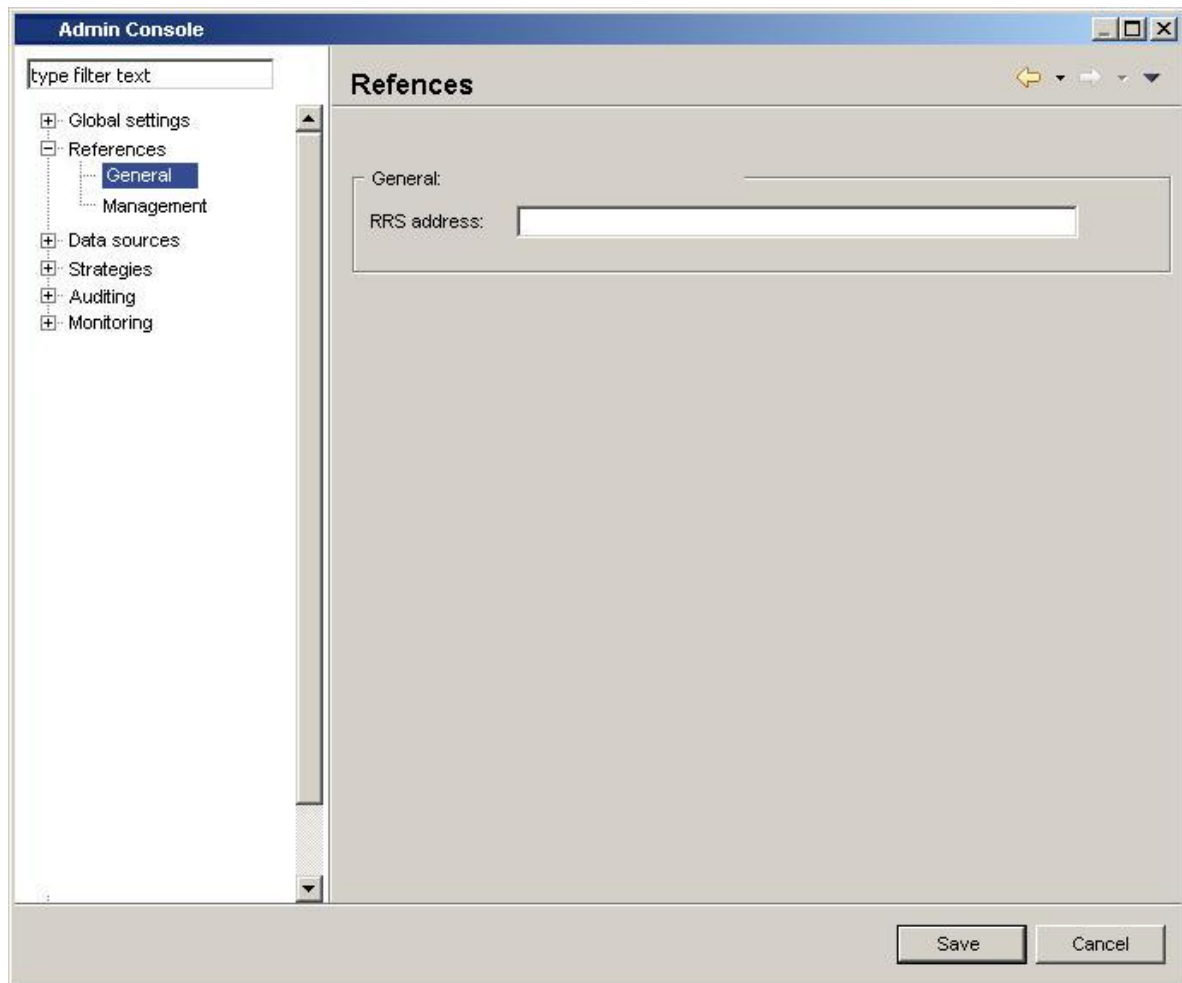 Admin Console
type filter text
Global settings
References
General
Management
Data sources
Strategies
Auditing
Monitoring
Refences
General:
RRS address:
Save
Cancel